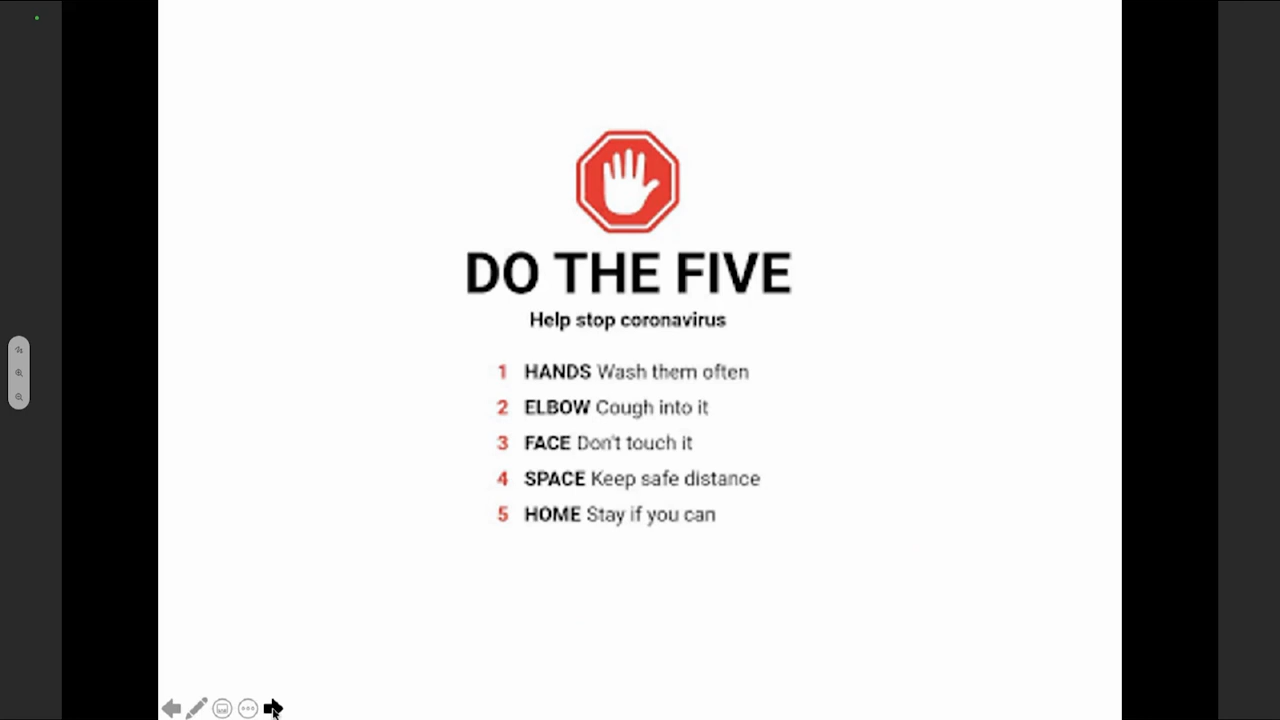 DO THE FIVE
Help stop coronavirus
1 HANDS Wash them often
2 ELBOW Cough into it
3 FACE Don't touch it
4 SPACE Keep safe distance
5 HOME Stay if you can